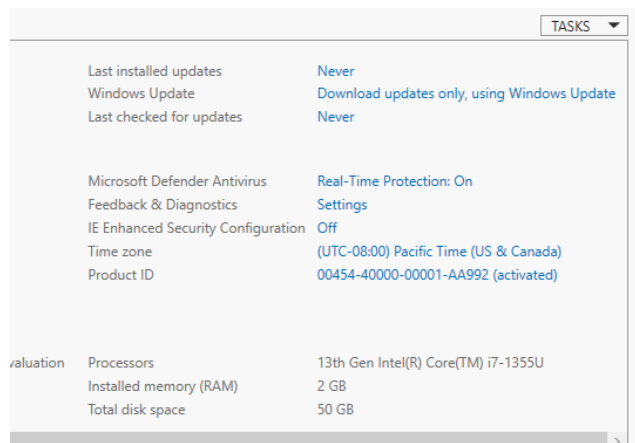 TASKS
Last installed updates Never
Windows Update Download updates only, using Windows Update
Last checked for updates Never
Microsoft Defender Antivirus Real-Time Protection: On
Feedback & Diagnostics Settings
IE Enhanced Security Configuration Off
Time zone (UTC-08:00) Pacific Time (US & Canada)
Product ID 00454-40000-00001-AA992 (activated)
valuation Processors 13th Gen Intel(R) Core(TM) i7-1355U
Installed memory (RAM) 2 GB
Total disk space 50 GB